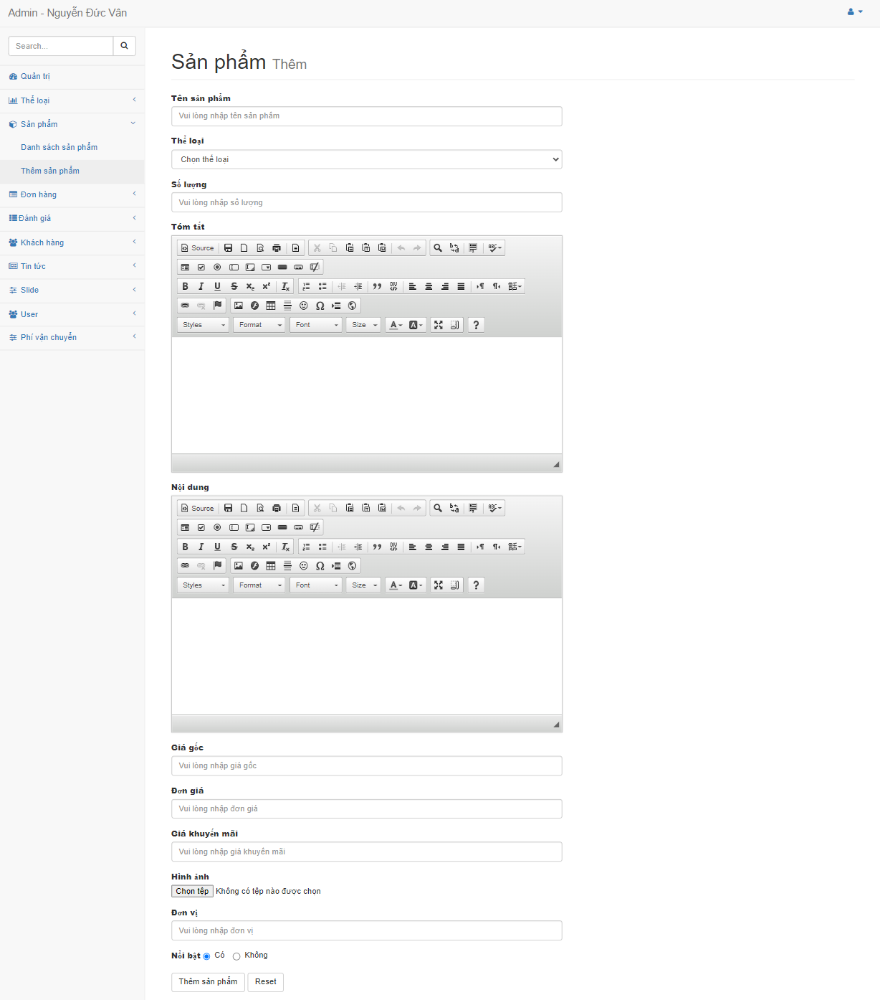 Admin - Nguyễn Đức Vân
Search...
Quản trị
Thể loại
Sản phẩm
Danh sách sản phẩm
Thêm sản phẩm
Đơn hàng
Đánh giá
Khách hàng
Tin tức
Slide
User
Phí vận chuyển
Sản phẩm Thêm
Tên sản phẩm
Vui lòng nhập tên sản phẩm
Thể loại
Chọn thể loại
Số lượng
Vui lòng nhập số lượng
Tóm tắt
Source
Styles Format Font Size
Nội dung
Source
Styles Format Font Size
Giá gốc
Vui lòng nhập giá gốc
Đơn giá
Vui lòng nhập đơn giá
Giá khuyến mãi
Vui lòng nhập giá khuyên mãi
Hình ảnh
Chọn tệp Không có tệp nào được chọn
Đơn vị
Vui lòng nhập đơn vị
Nổi bật Có Không
Thêm sản phẩm Reset